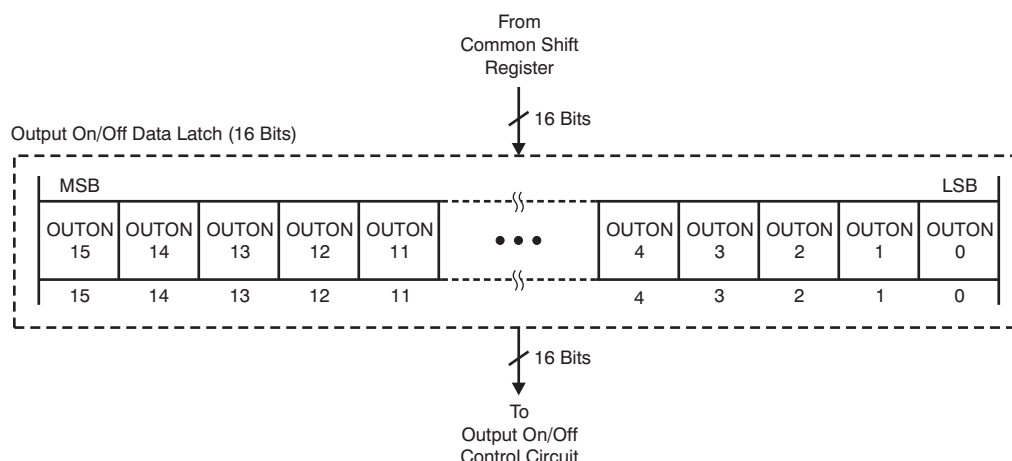 From
Common Shift
Register
16 Bits
Output On/Off Data Latch (16 Bits)
MSB LSB
OUTON OUTON OUTON OUTON OUTON OUTON OUTON OUTON OUTON OUTON
15 14 13 12 11 • • • 4 3 2 1 0
15 14 13 12 11 4 3 2 1 0
16 Bits
To
Output On/Off
Control Circuit